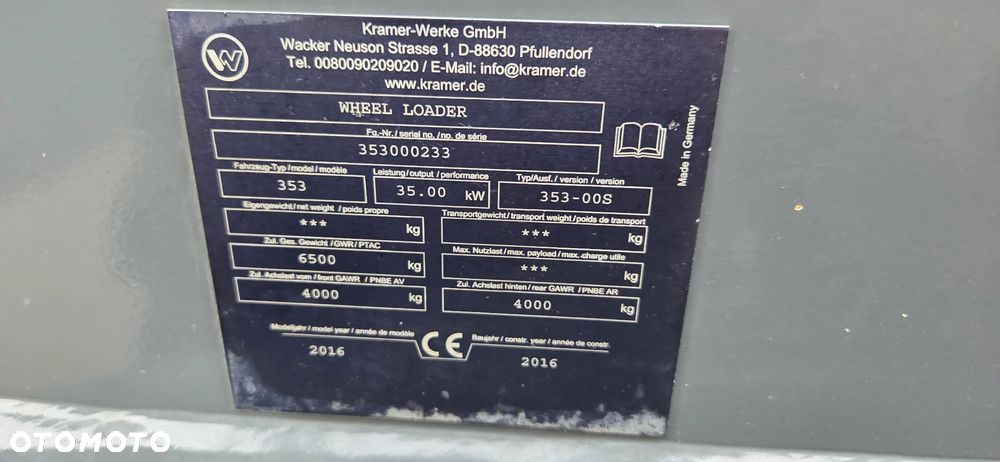 Kramer-Werke GmbH
Wacker Neuson Strasse 1, D-88630 Pfullendorf
Tel. 0080090209020 / E-Mail: info@kramer.de
www.kramer.de
WHEEL LOADER
Fg.-Nr./ serial no./no. de série
353000233
Made in Germany
Fahrzeug-Typ/model/modèle
353
Leistung/output/performance
35.00 kW
Typ/Ausf./ version / version
353-00S
Eigengewicht/net weight / poids propre
*** kg
Transportgewicht/transport weight/poids de transport
*** kg
Zul. Ges. Gewicht/GWR/PTAC
6500 kg
Max. Nutzlast/max. payload/max. charge utile
*** kg
Zul. Achslast vorn/front GAWR / PNBE AV
4000 kg
Zul. Achslast hinten/rear GAWR / PNBE AR
4000 kg
Modelljahr/model year/année de modèle
2016
CE
Baujahr/constr. year/année de constr.
2016
OTOMOTO